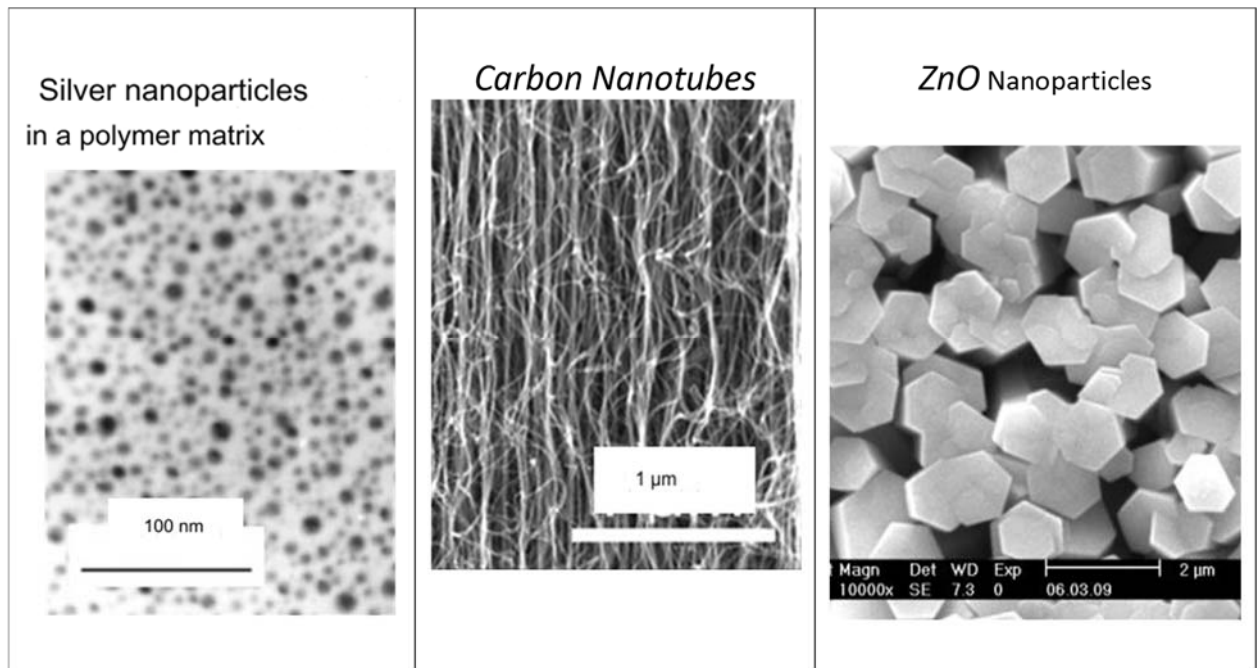 Silver nanoparticles
in a polymer matrix
100 nm
Carbon Nanotubes
1 µm
ZnO Nanoparticles
Magn Det WD Exp 2 µm
10000x SE 7.3 0 06.03.09